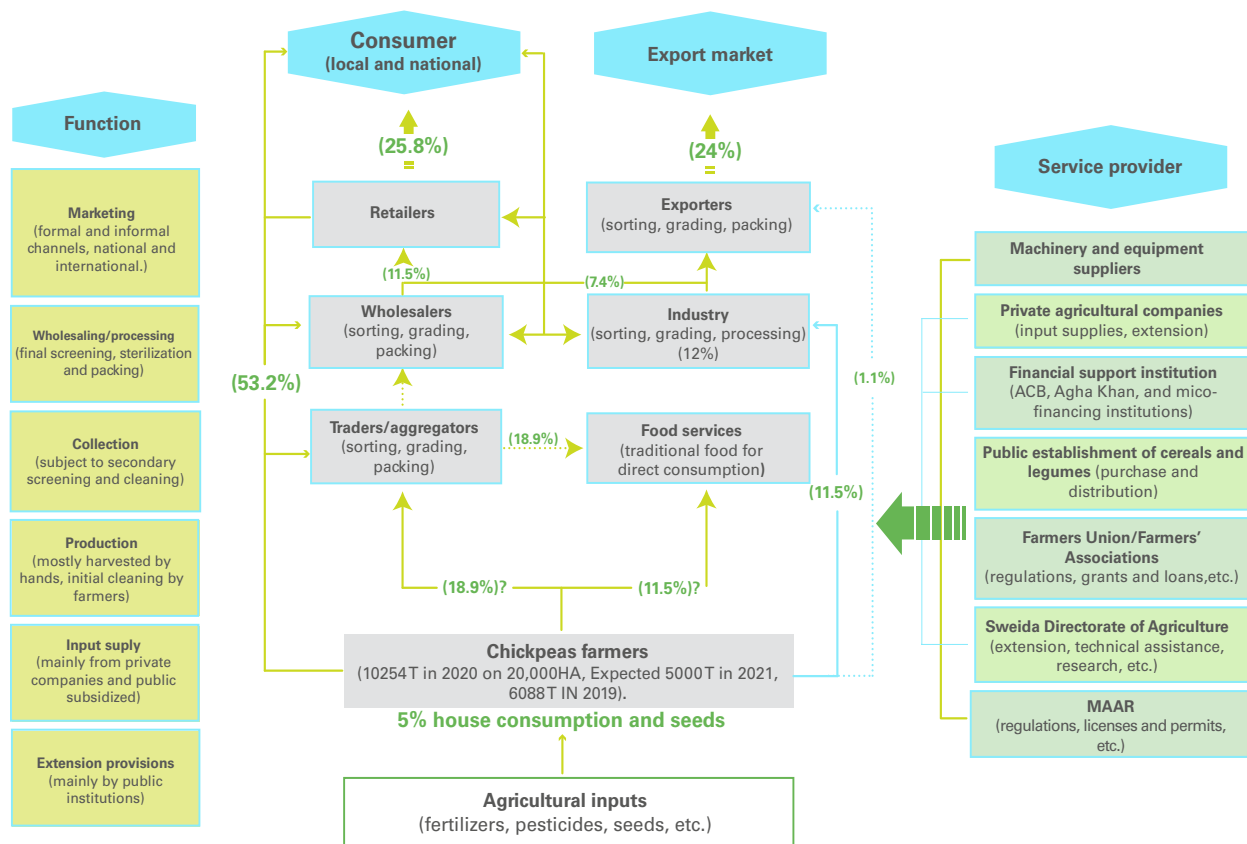 Consumer
(local and national)
Export market
Function
Service provider
(25.8%)
(24%)
Marketing
(formal and informal
channels, national and
international.)
Wholesaling/processing
(final screening, sterilization
and packing)
Collection
(subject to secondary
screening and cleaning)
Production
(mostly harvested by
hands, initial cleaning by
farmers)
Input suply
(mainly from private
companies and public
subsidized)
Extension provisions
(mainly by public
institutions)
Retailers
Exporters
(sorting, grading, packing)
(11.5%)
(7.4%)
Wholesalers
(sorting, grading,
packing)
Industry
(sorting, grading, processing)
(12%)
(53.2%)
(1.1%)
Traders/aggregators
(sorting, grading,
packing)
(18.9%)
Food services
(traditional food for
direct consumption)
(11.5%)
(18.9%)?
(11.5%)?
Chickpeas farmers
(10254T in 2020 on 20,000HA, Expected 5000T in 2021,
6088T IN 2019).
5% house consumption and seeds
Agricultural inputs
(fertilizers, pesticides, seeds, etc.)
Machinery and equipment
suppliers
Private agricultural companies
(input supplies, extension)
Financial support institution
(ACB, Agha Khan, and mico-
financing institutions)
Public establishment of cereals and
legumes (purchase and
distribution)
Farmers Union/Farmers’
Associations
(regulations, grants and loans,etc.)
Sweida Directorate of Agriculture
(extension, technical assistance,
research, etc.)
MAAR
(regulations, licenses and permits,
etc.)